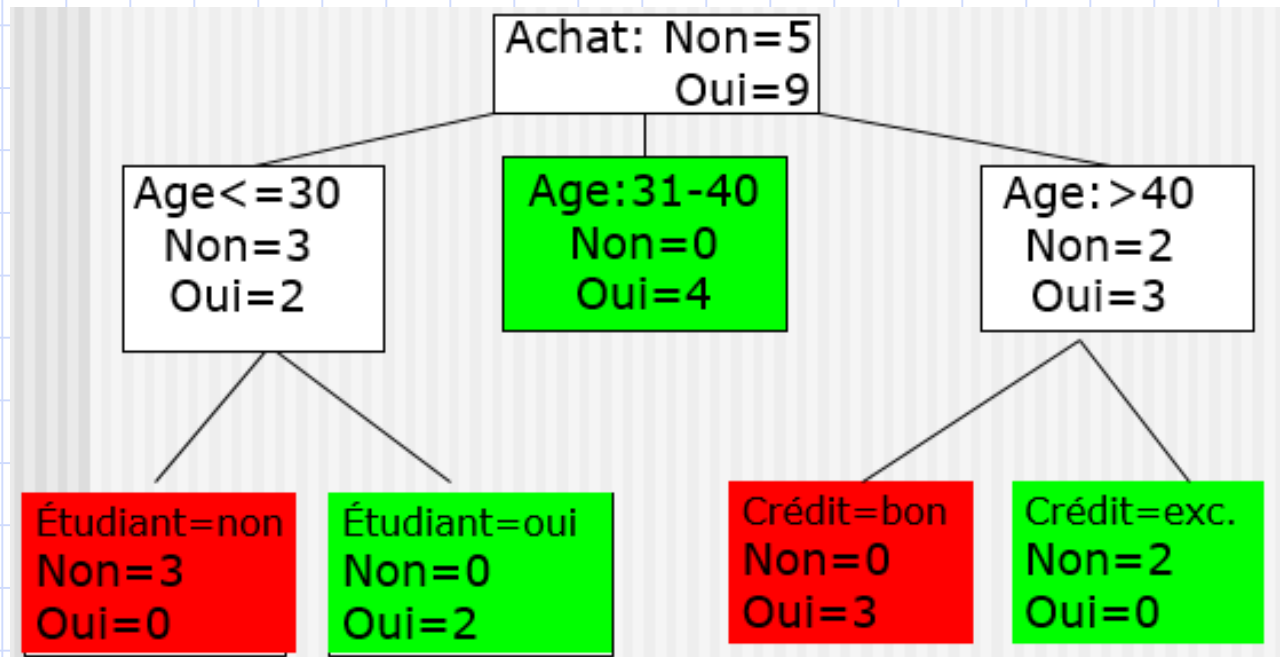 Achat: Non=5
Oui=9
Age<=30
Non=3
Oui=2
Age:31-40
Non=0
Oui=4
Age:>40
Non=2
Oui=3
Étudiant=non
Non=3
Oui=0
Étudiant=oui
Non=0
Oui=2
Crédit=bon
Non=0
Oui=3
Crédit=exc.
Non=2
Oui=0